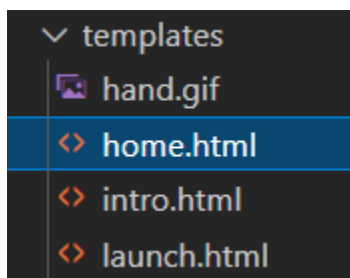 templates
hand.gif
home.html
intro.html
launch.html